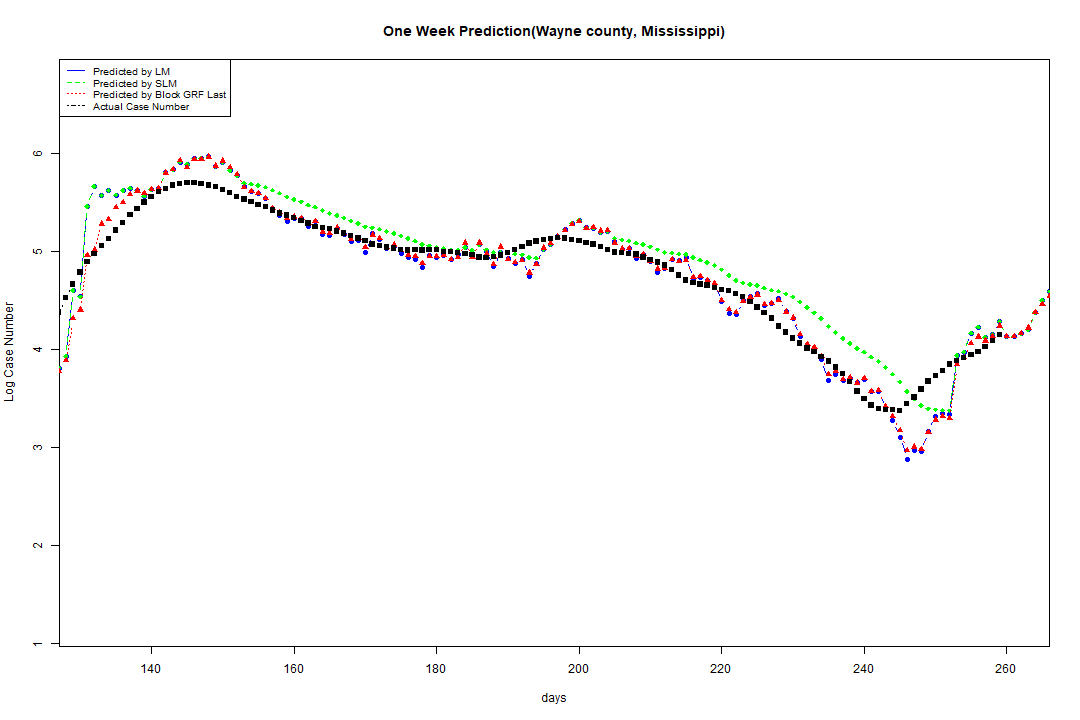 One Week Prediction(Wayne county, Mississippi)
Predicted by LM
Predicted by SLM
Predicted by Block GRF Last
Actual Case Number
6
5
4
3
2
1
Log Case Number
140 160 180 200 220 240 260
days